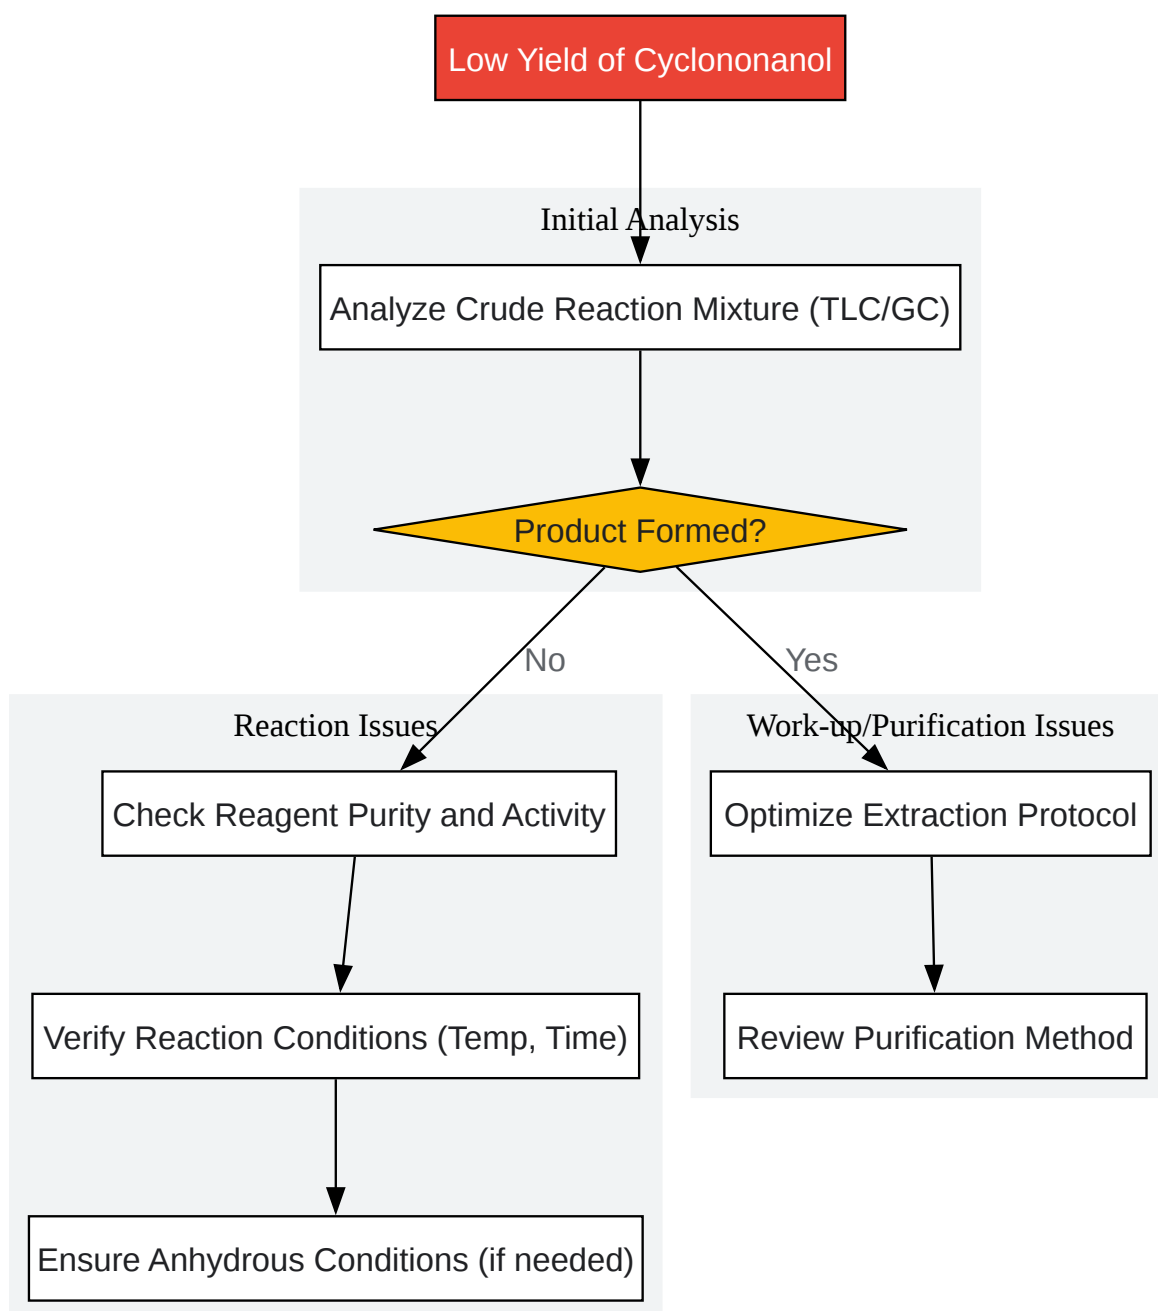 Low Yield of Cyclononanol
Initial Analysis
Analyze Crude Reaction Mixture (TLC/GC)
Product Formed?
No
Yes
Reaction Issues
Work-up/Purification Issues
Check Reagent Purity and Activity
Optimize Extraction Protocol
Verify Reaction Conditions (Temp, Time)
Review Purification Method
Ensure Anhydrous Conditions (if needed)